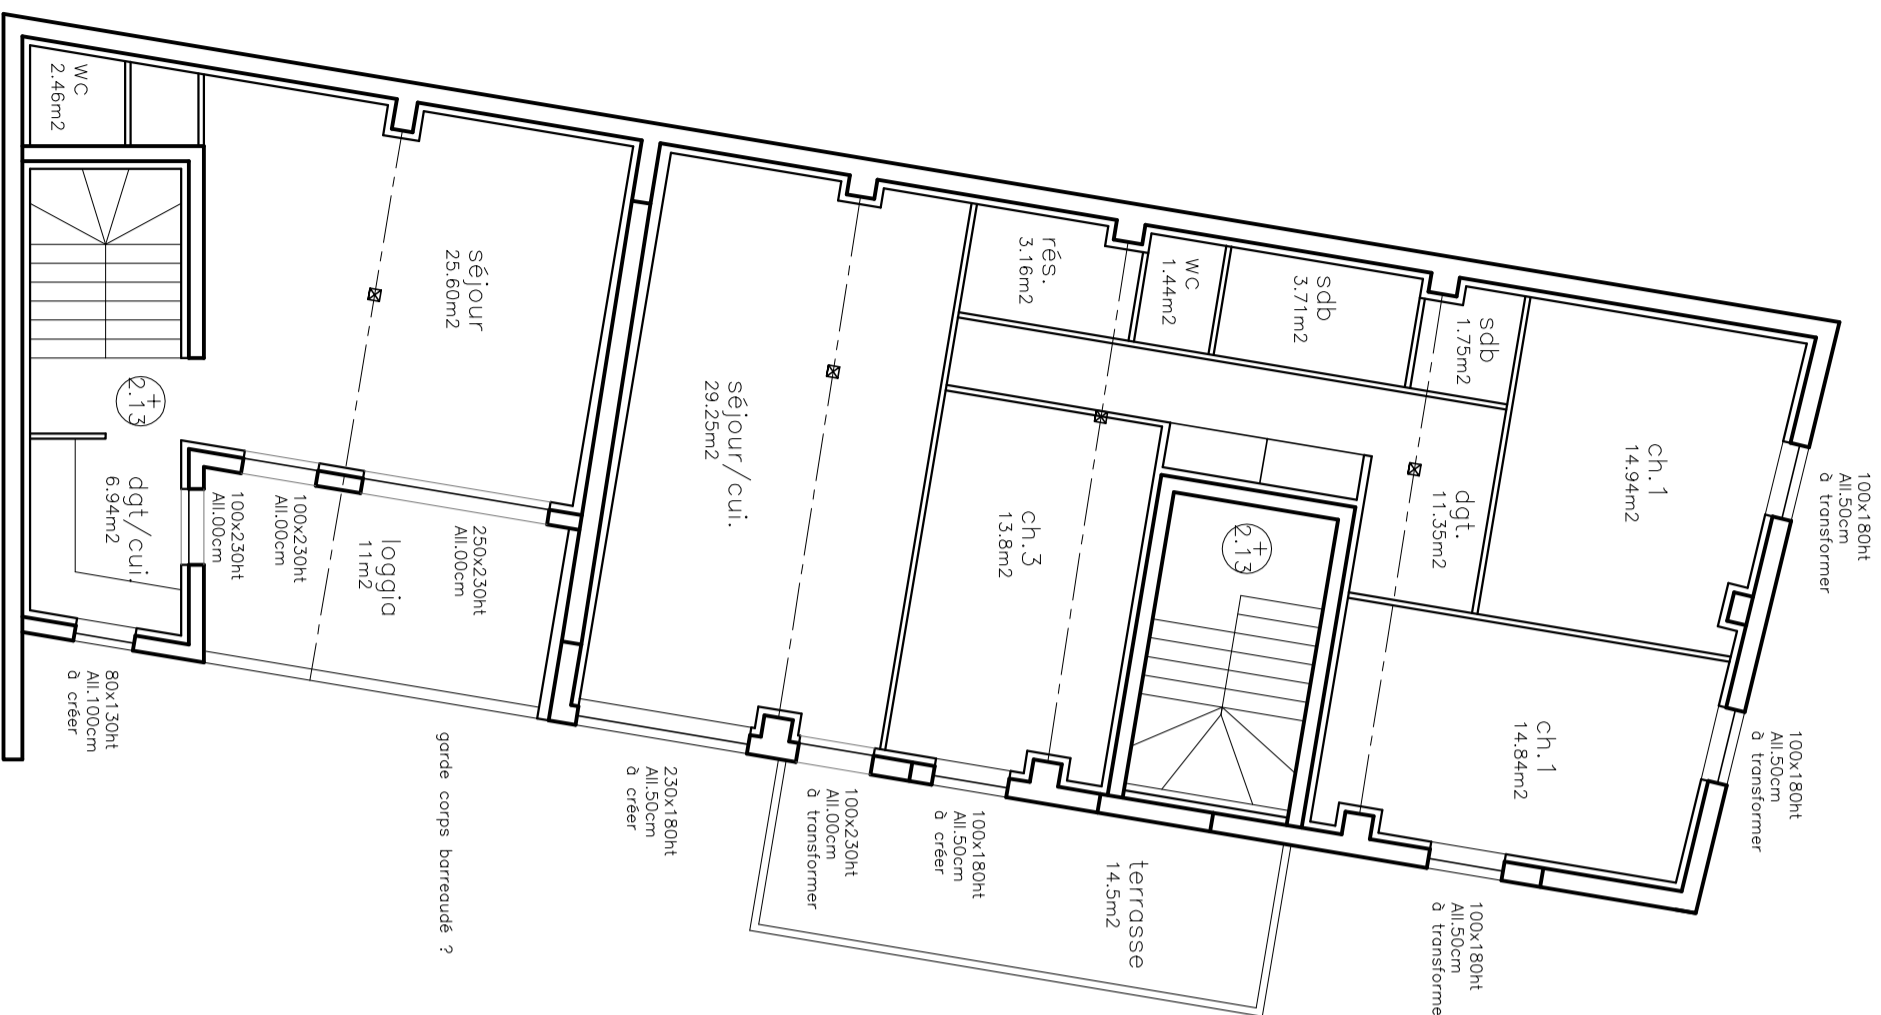 WC
2.46m2
séjour
25.60m2
+
2.13
dgt/cui.
6.94m2
100x230ht
All.00cm
100x230ht
All.00cm
250x230ht
All.00cm
loggia
11m2
80x130ht
All.100cm
à créer
garde corps barreaudé ?
séjour/cui.
29.25m2
rés.
3.16m2
WC
1.44m2
sdb
3.71m2
sdb
1.75m2
ch.1
14.94m2
dgt.
11.35m2
ch.3
13.8m2
+
2.13
ch.1
14.84m2
terrasse
14.5m2
230x180ht
All.50cm
à créer
100x230ht
All.00cm
à transformer
100x180ht
All.50cm
à créer
100x180ht
All.50cm
à transforme
100x180ht
All.50cm
à transformer
100x180ht
All.50cm
à transformer